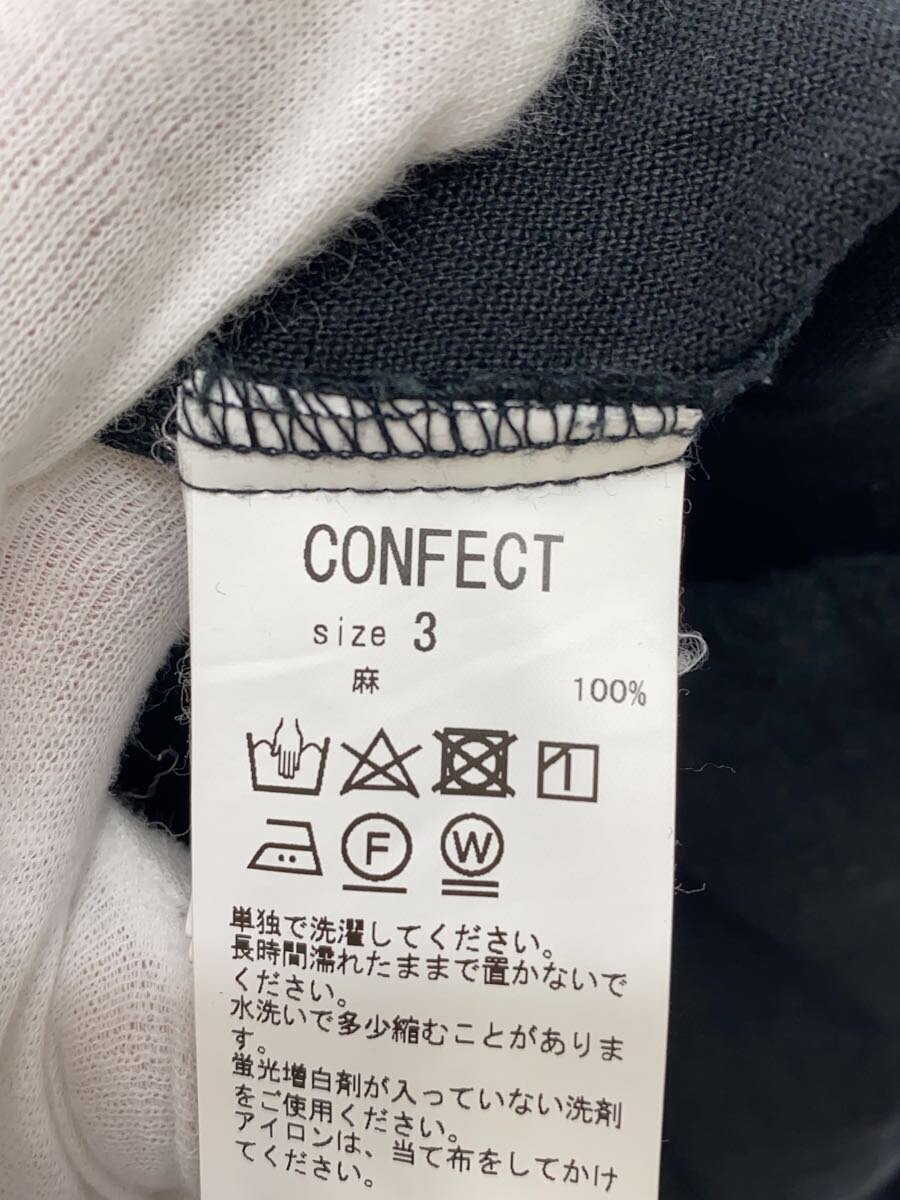 CONFECT
size 3
麻 100%
F W
単独で洗濯してください。
長時間濡れたままで置かないで
ください。
水洗いで多少縮むことがありま
す。
蛍光増白剤が入っていない洗剤
をご使用ください。
アイロンは、当て布をしてかけ
てください。